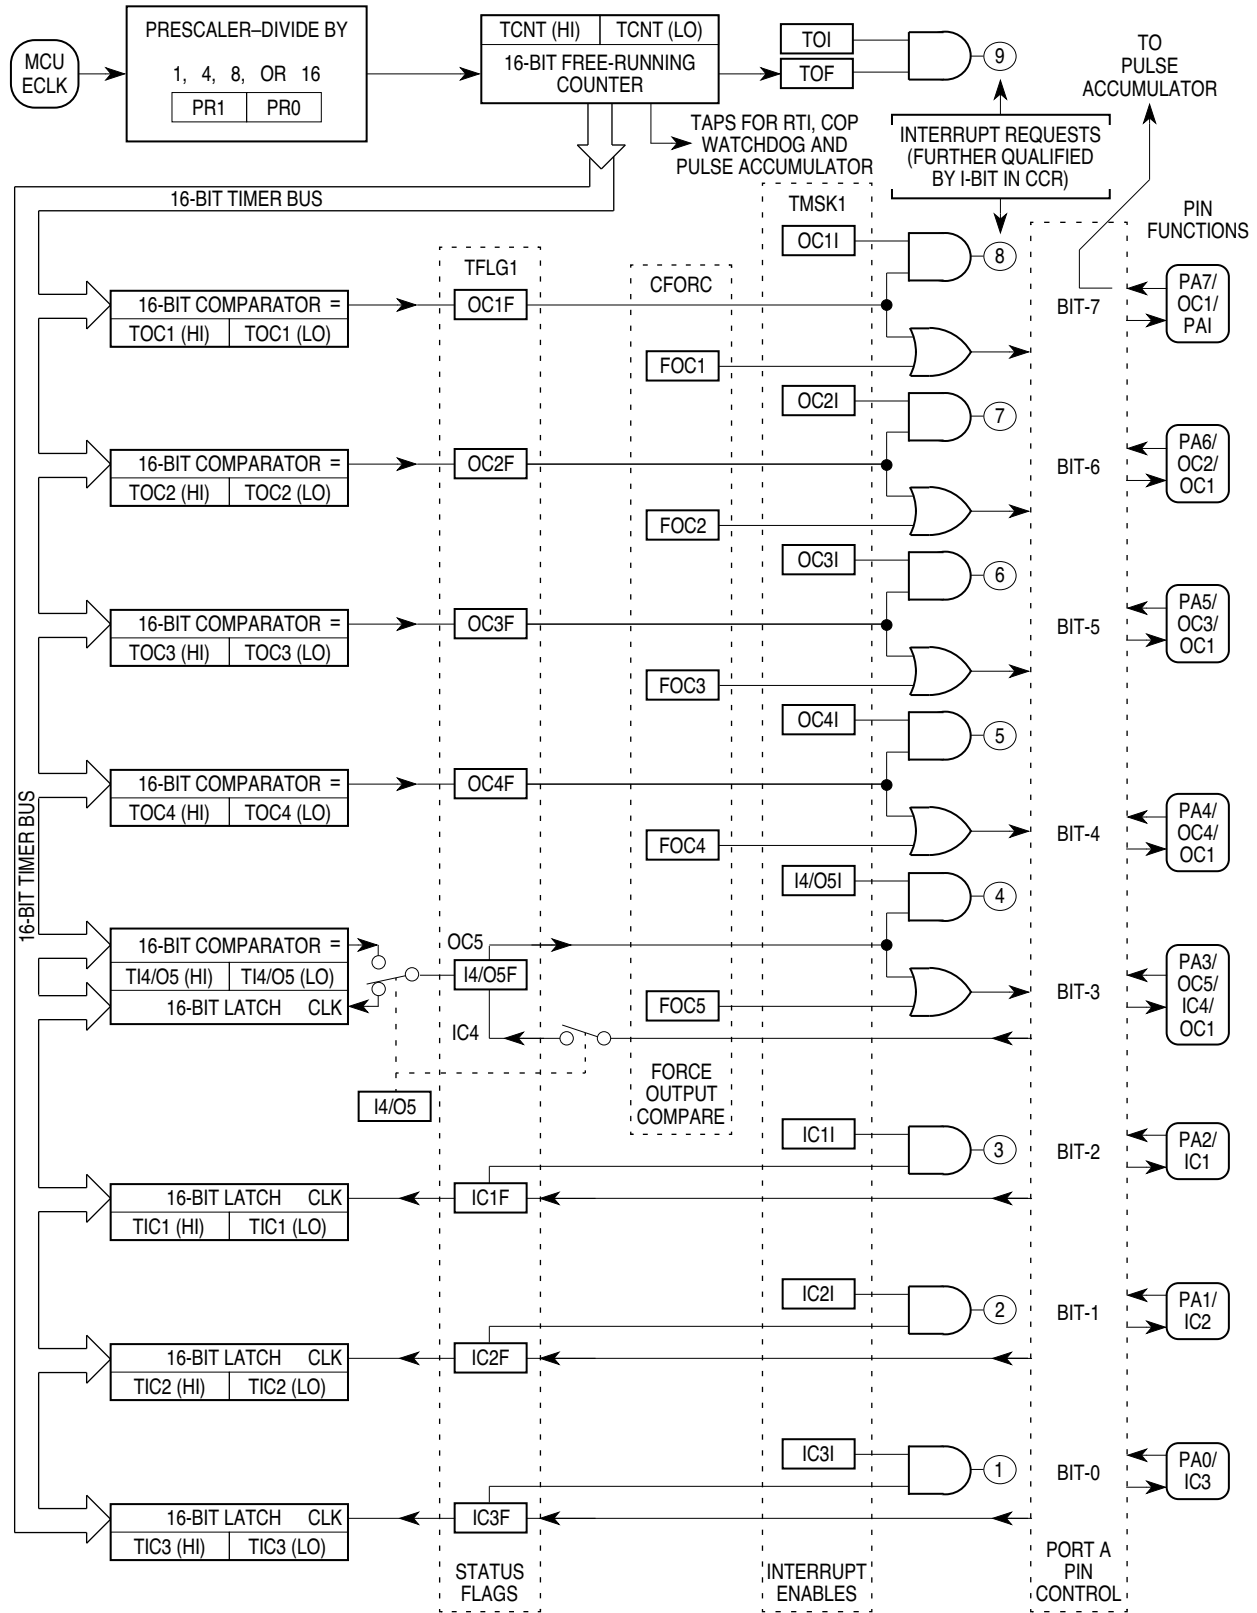 MCU
ECLK
PRESCALER–DIVIDE BY
1, 4, 8, OR 16
PR1 PR0
TCNT (HI) TCNT (LO)
16-BIT FREE-RUNNING
COUNTER
TOI
TOF
9
TO
PULSE
ACCUMULATOR
TAPS FOR RTI, COP
WATCHDOG AND
PULSE ACCUMULATOR
INTERRUPT REQUESTS
(FURTHER QUALIFIED
BY I-BIT IN CCR)
16-BIT TIMER BUS
16-BIT TIMER BUS
TMSK1
PIN
FUNCTIONS
TFLG1
CFORC
OC1I
8
16-BIT COMPARATOR =
TOC1 (HI) TOC1 (LO)
OC1F
FOC1
BIT-7
PA7/
OC1/
PAI
OC2I
7
16-BIT COMPARATOR =
TOC2 (HI) TOC2 (LO)
OC2F
FOC2
BIT-6
PA6/
OC2/
OC1
OC3I
6
16-BIT COMPARATOR =
TOC3 (HI) TOC3 (LO)
OC3F
FOC3
BIT-5
PA5/
OC3/
OC1
OC4I
5
16-BIT COMPARATOR =
TOC4 (HI) TOC4 (LO)
OC4F
FOC4
BIT-4
PA4/
OC4/
OC1
I4/O5I
4
16-BIT COMPARATOR =
TI4/O5 (HI) TI4/O5 (LO)
16-BIT LATCH CLK
OC5
I4/O5F
IC4
FOC5
BIT-3
PA3/
OC5/
IC4/
OC1
I4/O5
FORCE
OUTPUT
COMPARE
IC1I
3
16-BIT LATCH CLK
TIC1 (HI) TIC1 (LO)
IC1F
BIT-2
PA2/
IC1
IC2I
2
16-BIT LATCH CLK
TIC2 (HI) TIC2 (LO)
IC2F
BIT-1
PA1/
IC2
IC3I
1
16-BIT LATCH CLK
TIC3 (HI) TIC3 (LO)
IC3F
BIT-0
PA0/
IC3
STATUS
FLAGS
INTERRUPT
ENABLES
PORT A
PIN
CONTROL